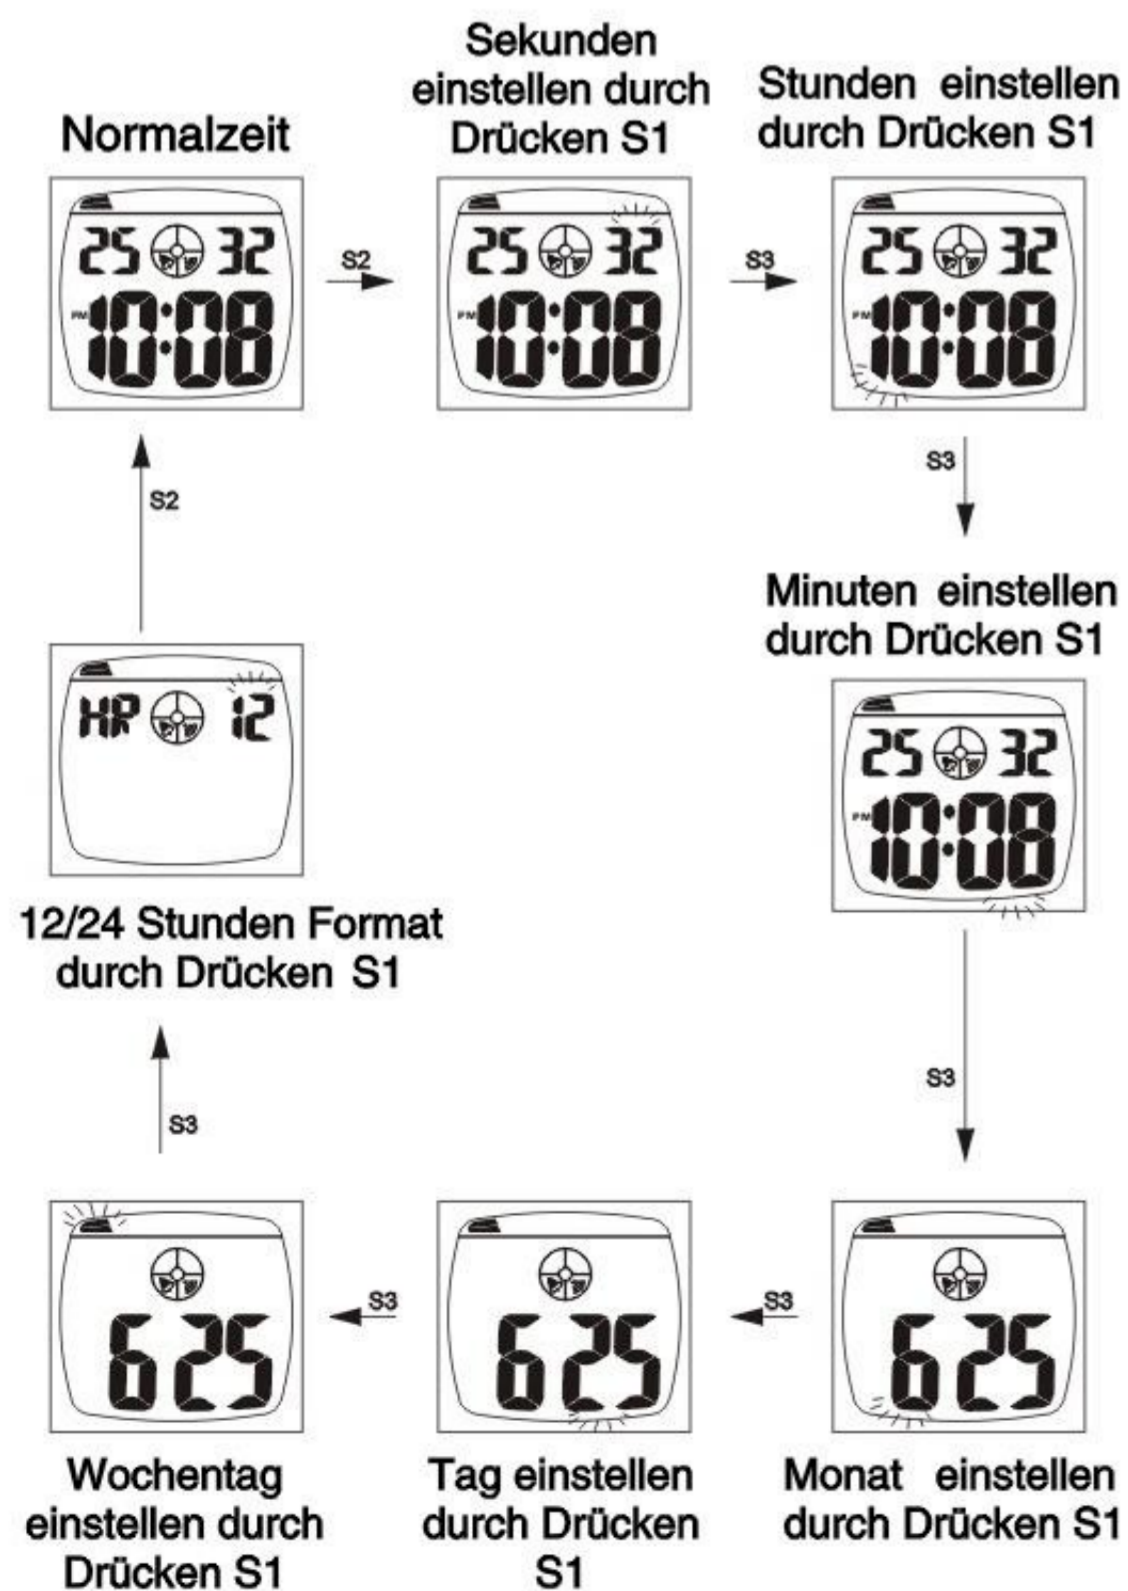 Normalzeit
Sekunden
einstellen durch
Drücken S1
Stunden einstellen
durch Drücken S1
25 32
PM 10:08
S2
25 32
PM 10:08
S3
25 32
PM 10:08
S3
Minuten einstellen
durch Drücken S1
25 32
PM 10:08
S3
6 25
Monat einstellen
durch Drücken S1
S3
6 25
Tag einstellen
durch Drücken
S1
S3
6 25
Wochentag
einstellen durch
Drücken S1
S3
12/24 Stunden Format
durch Drücken S1
HR 12
S2